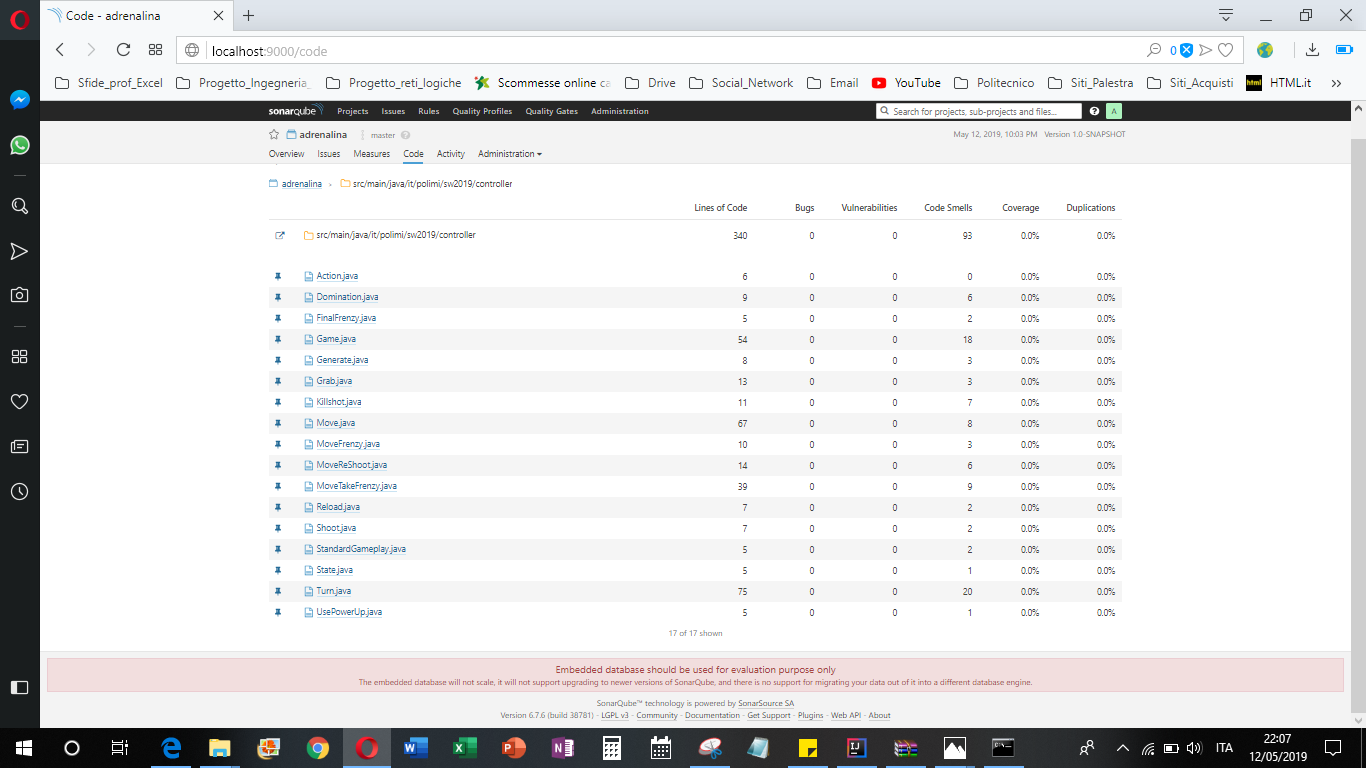 Code - adrenalina
localhost:9000/code
0
Sfide_prof_Excel
Progetto_Ingegneria_
Progetto_reti_logiche
Scommesse online ca
Drive
Social_Network
Email
YouTube
Politecnico
Siti_Palestra
Siti_Acquisti
html
HTML.it
sonarqube Projects Issues Rules Quality Profiles Quality Gates Administration Search for projects, sub-projects and files... A
adrenalina master May 12, 2019, 10:03 PM Version 1.0-SNAPSHOT
Overview Issues Measures Code Activity Administration
adrenalina src/main/java/it/polimi/sw2019/controller
Lines of Code Bugs Vulnerabilities Code Smells Coverage Duplications
src/main/java/it/polimi/sw2019/controller 340 0 0 93 0.0% 0.0%
Action.java 6 0 0 0 0.0% 0.0%
Domination.java 9 0 0 6 0.0% 0.0%
FinalFrenzy.java 5 0 0 2 0.0% 0.0%
Game.java 54 0 0 18 0.0% 0.0%
Generate.java 8 0 0 3 0.0% 0.0%
Grab.java 13 0 0 3 0.0% 0.0%
Killshot.java 11 0 0 7 0.0% 0.0%
Move.java 67 0 0 8 0.0% 0.0%
MoveFrenzy.java 10 0 0 3 0.0% 0.0%
MoveReShoot.java 14 0 0 6 0.0% 0.0%
MoveTakeFrenzy.java 39 0 0 9 0.0% 0.0%
Reload.java 7 0 0 2 0.0% 0.0%
Shoot.java 7 0 0 2 0.0% 0.0%
StandardGameplay.java 5 0 0 2 0.0% 0.0%
State.java 5 0 0 1 0.0% 0.0%
Turn.java 75 0 0 20 0.0% 0.0%
UsePowerUp.java 5 0 0 1 0.0% 0.0%
17 of 17 shown
Embedded database should be used for evaluation purpose only
The embedded database will not scale, it will not support upgrading to newer versions of SonarQube, and there is no support for migrating your data out of it into a different database engine.
SonarQube™ technology is powered by SonarSource SA
Version 6.7.6 (build 38781) - LGPL v3 - Community - Documentation - Get Support - Plugins - Web API - About
ITA
22:07
12/05/2019